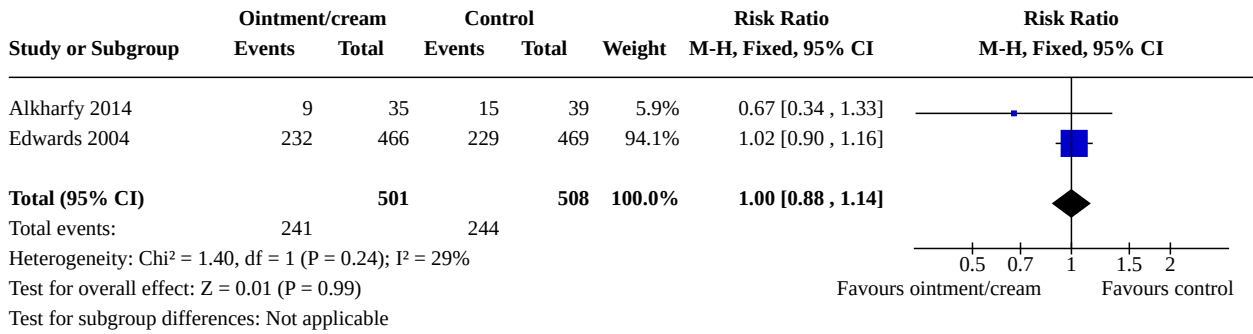 Ointment/cream Control Risk Ratio Risk Ratio
Study or Subgroup Events Total Events Total Weight M-H, Fixed, 95% CI M-H, Fixed, 95% CI
Alkharfy 2014 9 35 15 39 5.9% 0.67 [0.34 , 1.33]
Edwards 2004 232 466 229 469 94.1% 1.02 [0.90 , 1.16]
Total (95% CI) 501 508 100.0% 1.00 [0.88 , 1.14]
Total events: 241 244
Heterogeneity: Chi² = 1.40, df = 1 (P = 0.24); I² = 29%
0.5 0.7 1 1.5 2
Test for overall effect: Z = 0.01 (P = 0.99)
Favours ointment/cream Favours control
Test for subgroup differences: Not applicable